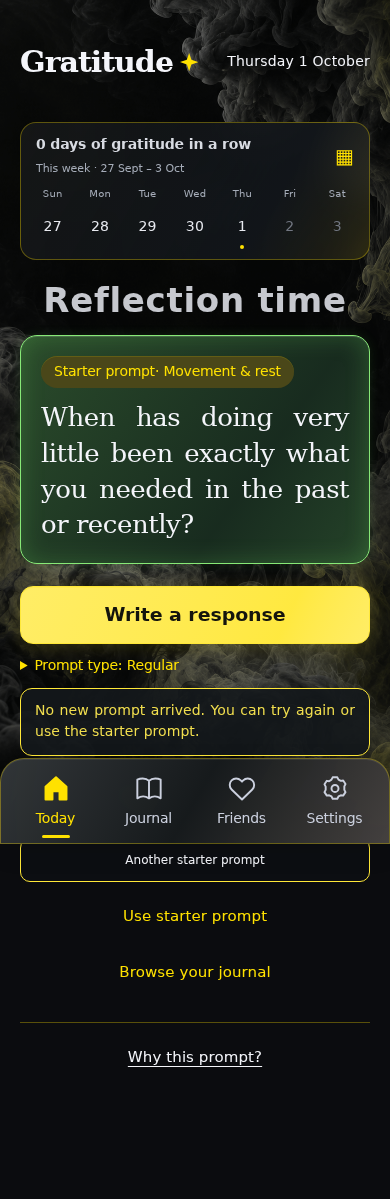 Gratitude
Thursday 1 October
0 days of gratitude in a row
This week · 27 Sept – 3 Oct
Sun Mon Tue Wed Thu Fri Sat
27 28 29 30 1 2 3
Reflection time
Starter prompt· Movement & rest
When has doing very
little been exactly what
you needed in the past
or recently?
Write a response
Prompt type: Regular
No new prompt arrived. You can try again or
use the starter prompt.
Today Journal Friends Settings
Another starter prompt
Use starter prompt
Browse your journal
Why this prompt?